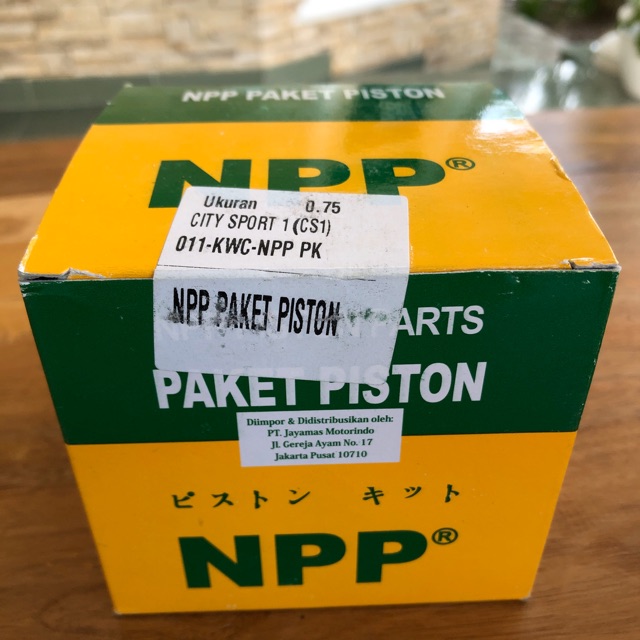 NPP PAKET PISTON
NPP®
Ukuran 0.75
CITY SPORT 1 (CS1)
011-KWC-NPP PK
NPP PAKET PISTON
PARTS
PAKET PISTON
Diimpor & Didistribusikan oleh:
PT. Jayamas Motorindo
Jl. Gereja Ayam No. 17
Jakarta Pusat 10710
ピストン キット
NPP®